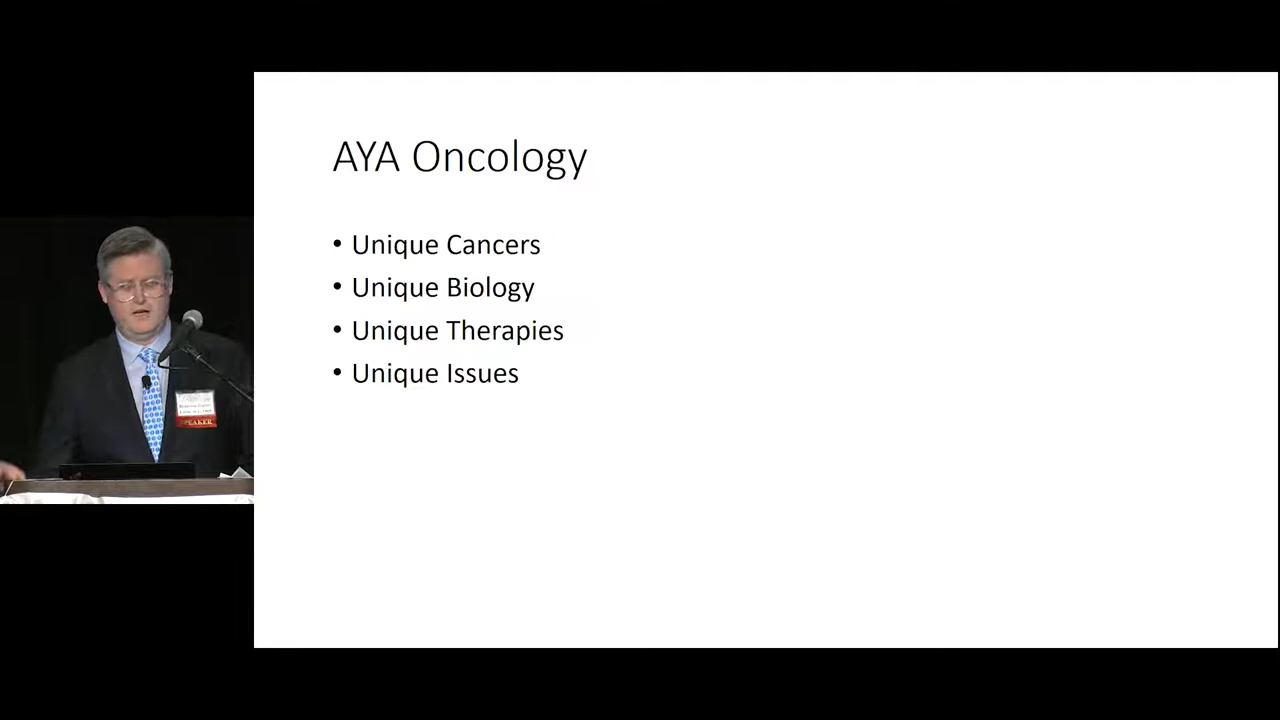 AYA Oncology
• Unique Cancers
• Unique Biology
• Unique Therapies
• Unique Issues
SPEAKER